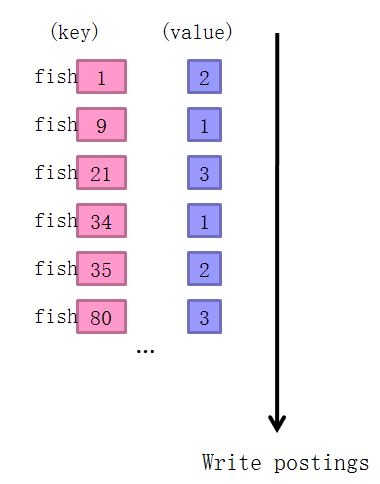 (key) (value)
fish 1 2
fish 9 1
fish 21 3
fish 34 1
fish 35 2
fish 80 3
...
Write postings